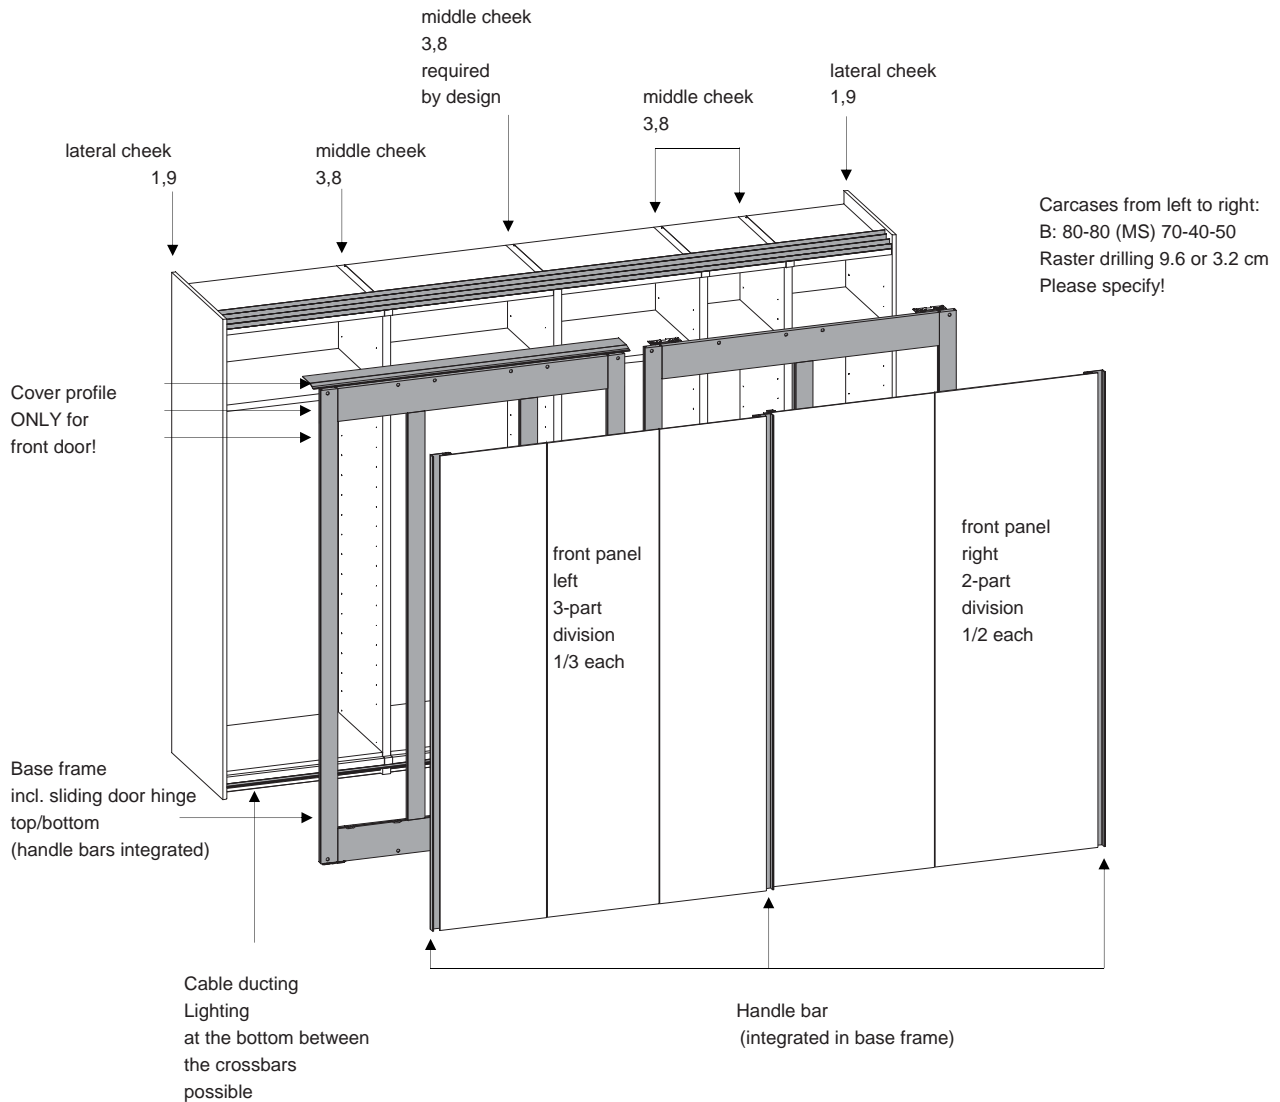 middle cheek
3,8
required
by design
lateral cheek
1,9
middle cheek
3,8
lateral cheek
1,9
middle cheek
3,8
Carcases from left to right:
B: 80-80 (MS) 70-40-50
Raster drilling 9.6 or 3.2 cm
Please specify!
Cover profile
ONLY for
front door!
front panel
left
3-part
division
1/3 each
front panel
right
2-part
division
1/2 each
Base frame
incl. sliding door hinge
top/bottom
(handle bars integrated)
Cable ducting
Lighting
at the bottom between
the crossbars
possible
Handle bar
(integrated in base frame)